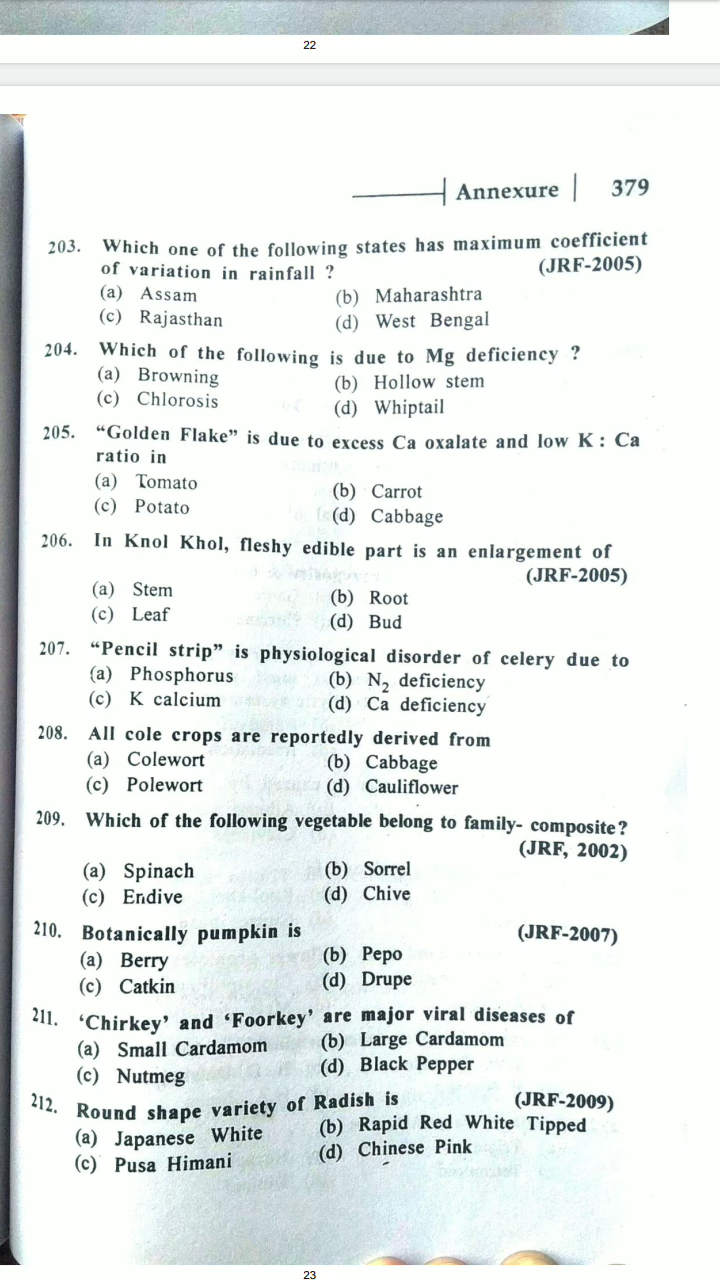 22
Annexure | 379
203. Which one of the following states has maximum coefficient
of variation in rainfall ? (JRF-2005)
(a) Assam (b) Maharashtra
(c) Rajasthan (d) West Bengal
204. Which of the following is due to Mg deficiency ?
(a) Browning (b) Hollow stem
(c) Chlorosis (d) Whiptail
205. “Golden Flake” is due to excess Ca oxalate and low K : Ca
ratio in
(a) Tomato (b) Carrot
(c) Potato (d) Cabbage
206. In Knol Khol, fleshy edible part is an enlargement of
(JRF-2005)
(a) Stem (b) Root
(c) Leaf (d) Bud
207. “Pencil strip” is physiological disorder of celery due to
(a) Phosphorus (b) N₂ deficiency
(c) K calcium (d) Ca deficiency
208. All cole crops are reportedly derived from
(a) Colewort (b) Cabbage
(c) Polewort (d) Cauliflower
209. Which of the following vegetable belong to family- composite?
(JRF, 2002)
(a) Spinach (b) Sorrel
(c) Endive (d) Chive
210. Botanically pumpkin is (JRF-2007)
(a) Berry (b) Pepo
(c) Catkin (d) Drupe
211. ‘Chirkey’ and ‘Foorkey’ are major viral diseases of
(a) Small Cardamom (b) Large Cardamom
(c) Nutmeg (d) Black Pepper
212. Round shape variety of Radish is (JRF-2009)
(a) Japanese White (b) Rapid Red White Tipped
(c) Pusa Himani (d) Chinese Pink
23